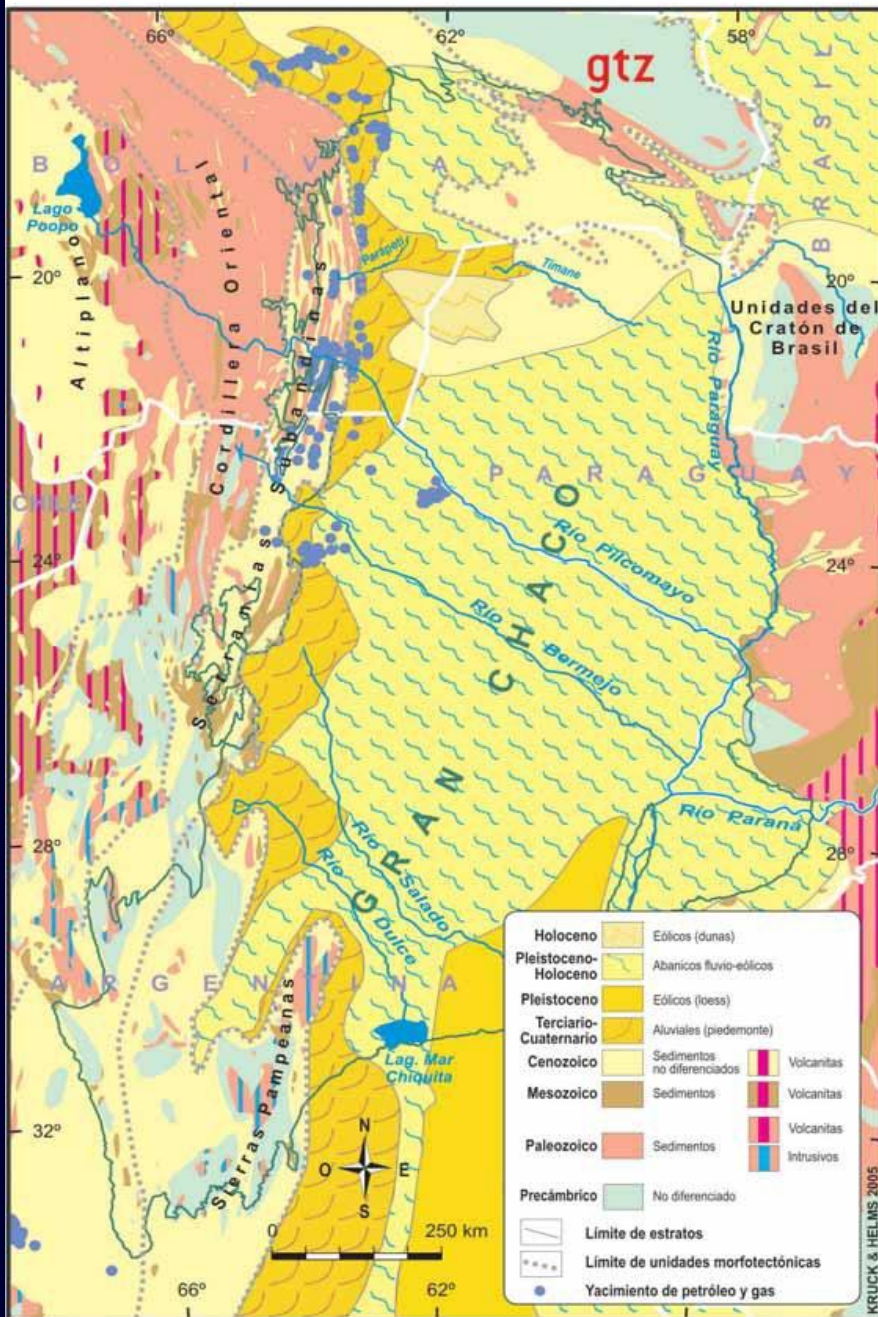 66°
62°
58°
gtz
BRASIL
BOLIVIA
Lago
Poopo
Altiplano
Cordillera Oriental
Parapeti
Timane
20°
20°
Unidades del
Cratón de
Brasil
Río Paraguay
Sierras Subandinas
CHILE
PARAGUAY
24°
24°
Río Pilcomayo
Río Bermejo
GRAN CHACO
Río Paraná
28°
28°
Río Salado
Río Dulce
ARGENTINA
Lag. Mar
Chiquita
Sierras Pampeanas
32°
N
O E
S
0 250 km
66°
62°
Holoceno Eólicos (dunas)
Pleistoceno-
Holoceno Abanicos fluvio-eólicos
Pleistoceno Eólicos (loess)
Terciario-
Cuaternario Aluviales (piedemonte)
Cenozoico Sedimentos
no diferenciados Volcanitas
Mesozoico Sedimentos Volcanitas
Volcanitas
Paleozoico Sedimentos
Intrusivos
Precámbrico No diferenciado
Límite de estratos
Límite de unidades morfotectónicas
Yacimiento de petróleo y gas
KRUCK & HELMS 2005